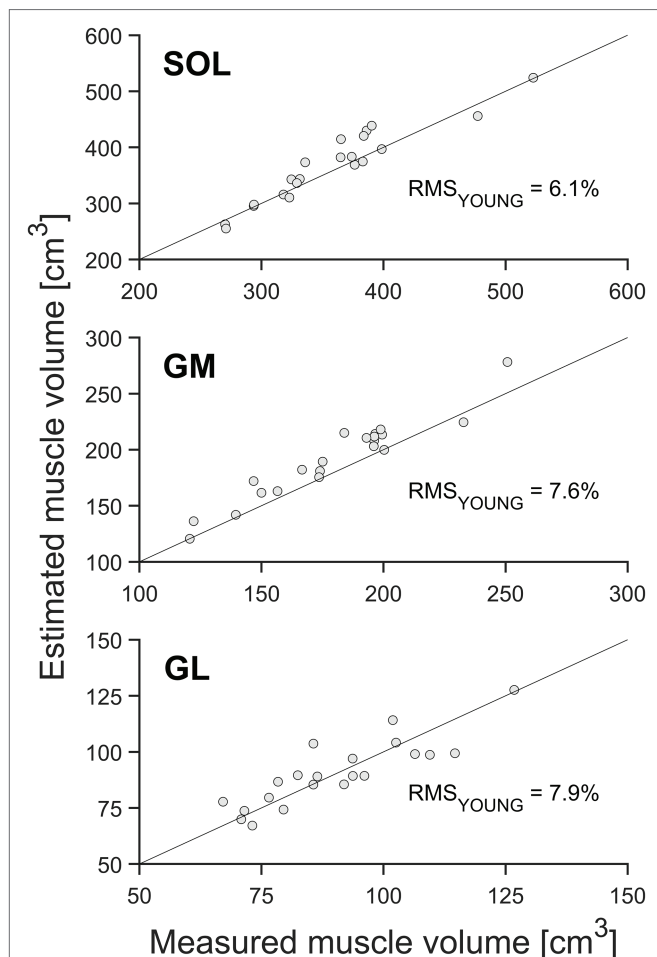 Estimated muscle volume [cm³]
600
500
400
300
200
SOL
RMS_YOUNG = 6.1%
200 300 400 500 600
300
250
200
150
100
GM
RMS_YOUNG = 7.6%
100 150 200 250 300
150
125
100
75
50
GL
RMS_YOUNG = 7.9%
50 75 100 125 150
Measured muscle volume [cm³]